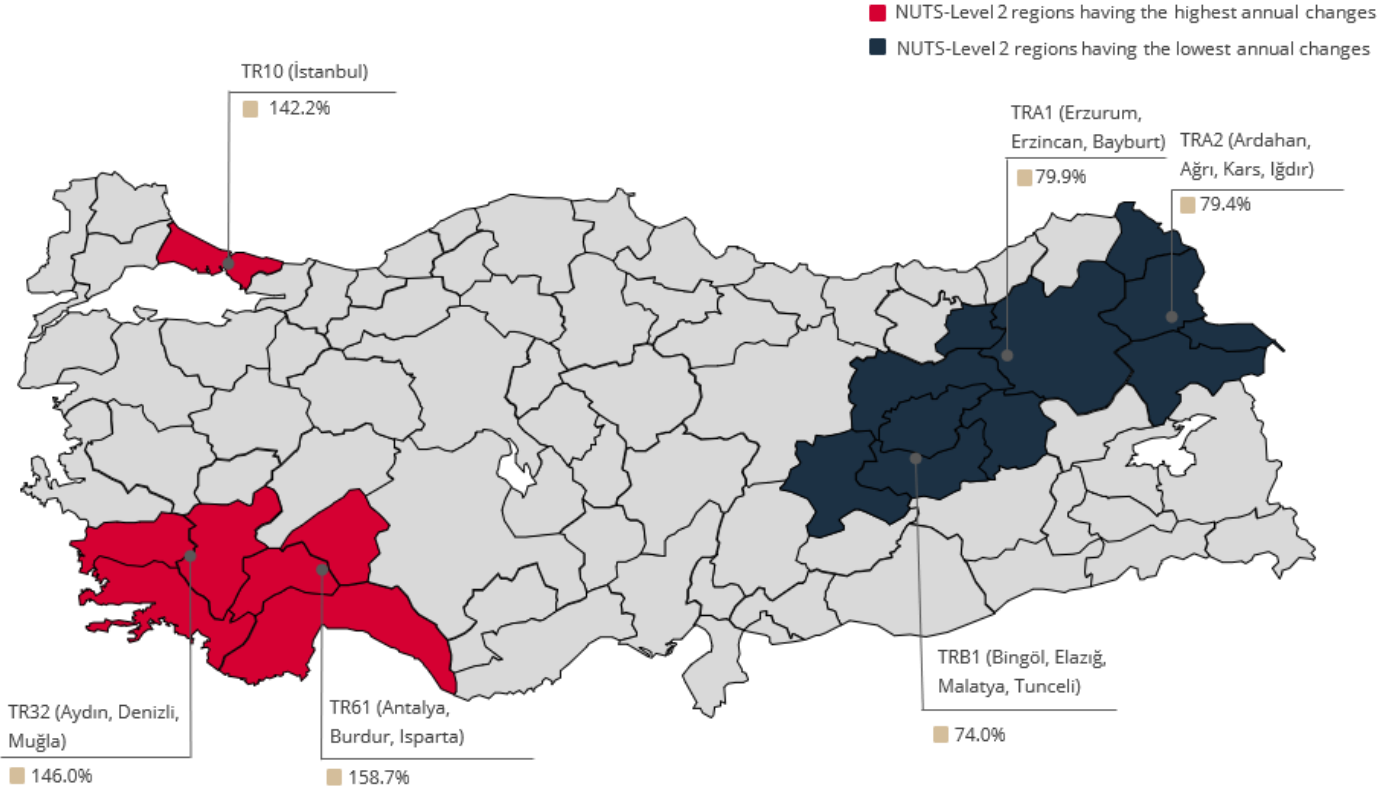 NUTS-Level 2 regions having the highest annual changes
NUTS-Level 2 regions having the lowest annual changes
TR10 (İstanbul)
142.2%
TRA1 (Erzurum,
Erzincan, Bayburt)
79.9%
TRA2 (Ardahan,
Ağrı, Kars, Iğdır)
79.4%
TRB1 (Bingöl, Elazığ,
Malatya, Tunceli)
74.0%
TR32 (Aydın, Denizli,
Muğla)
146.0%
TR61 (Antalya,
Burdur, Isparta)
158.7%